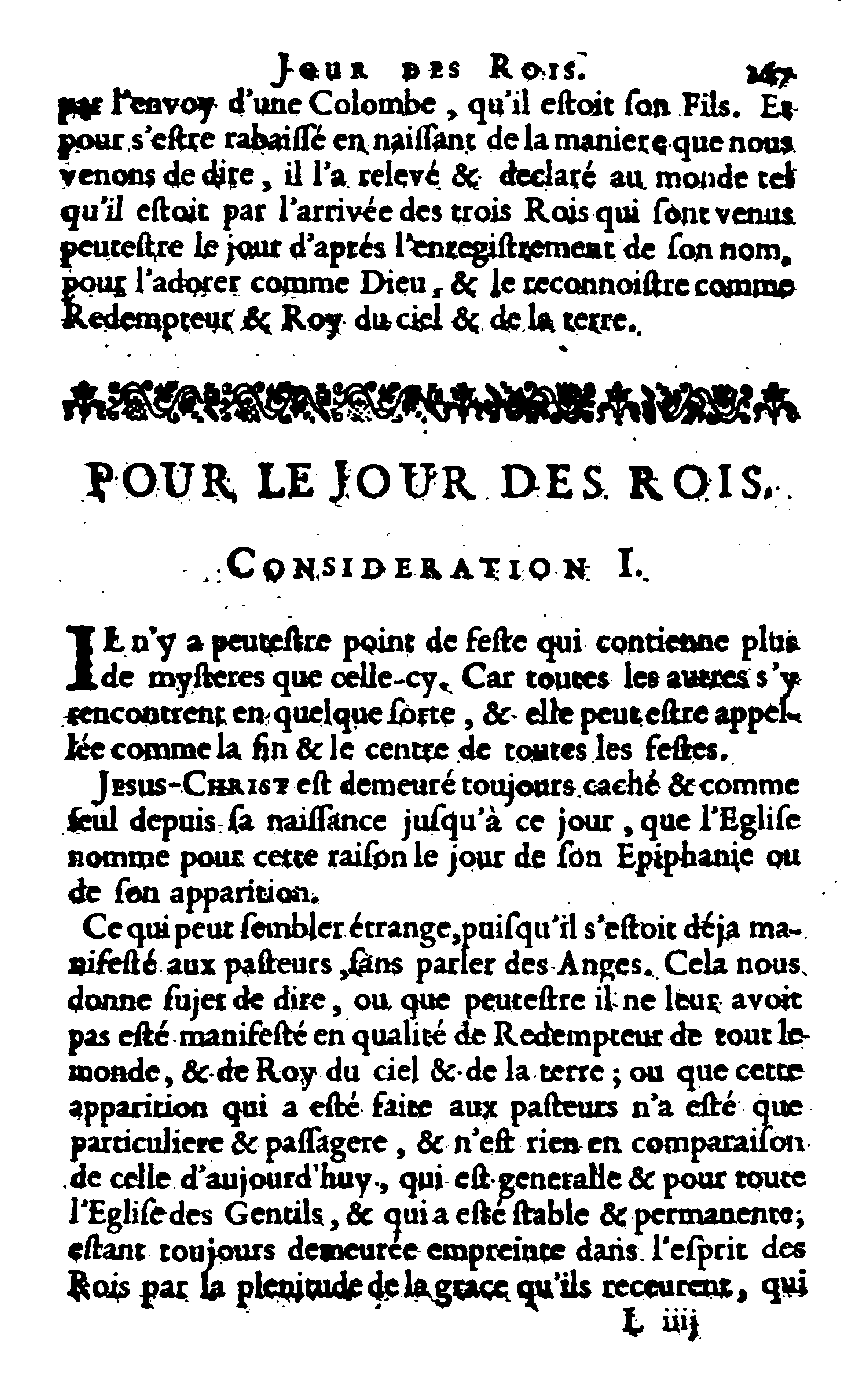 JOUR DES ROIS. 267
par l'envoy d'une Colombe, qu'il eſtoit ſon Fils. Et
pour s'eſtre rabaiſſé en naiſſant de la maniere que nous
venons de dire, il l'a relevé & declaré au monde tel
qu'il eſtoit par l'arrivée des trois Rois qui ſont venus
peuteſtre le jour d'aprés l'enregiſtrement de ſon nom,
pour l'adorer comme Dieu, & le reconnoiſtre comme
Redempteur & Roy du ciel & de la terre.
POUR LE JOUR DES ROIS.
CONSIDERATION I.
IL n'y a peuteſtre point de feſte qui contienne plus
de myſteres que celle-cy. Car toutes les autres s'y
rencontrent en quelque ſorte, & elle peut eſtre appel-
lée comme la fin & le centre de toutes les feſtes.
JESUS-CHRIST eſt demeuré toujours caché & comme
ſeul depuis ſa naiſſance juſqu'à ce jour, que l'Egliſe
nomme pour cette raiſon le jour de ſon Epiphanie ou
de ſon apparition.
Ce qui peut ſembler étrange, puiſqu'il s'eſtoit déja ma-
nifeſté aux paſteurs, ſans parler des Anges. Cela nous
donne ſujet de dire, ou que peuteſtre il ne leur avoit
pas eſté manifeſté en qualité de Redempteur de tout le
monde, & de Roy du ciel & de la terre; ou que cette
apparition qui a eſté faite aux paſteurs n'a eſté que
particuliere & paſſagere, & n'eſt rien en comparaiſon
de celle d'aujourd'huy, qui eſt generalle & pour toute
l'Egliſe des Gentils, & qui a eſté ſtable & permanente;
eſtant toujours demeurée empreinte dans l'eſprit des
Rois par la plenitude de la grace qu'ils receurent, qui
L iiij